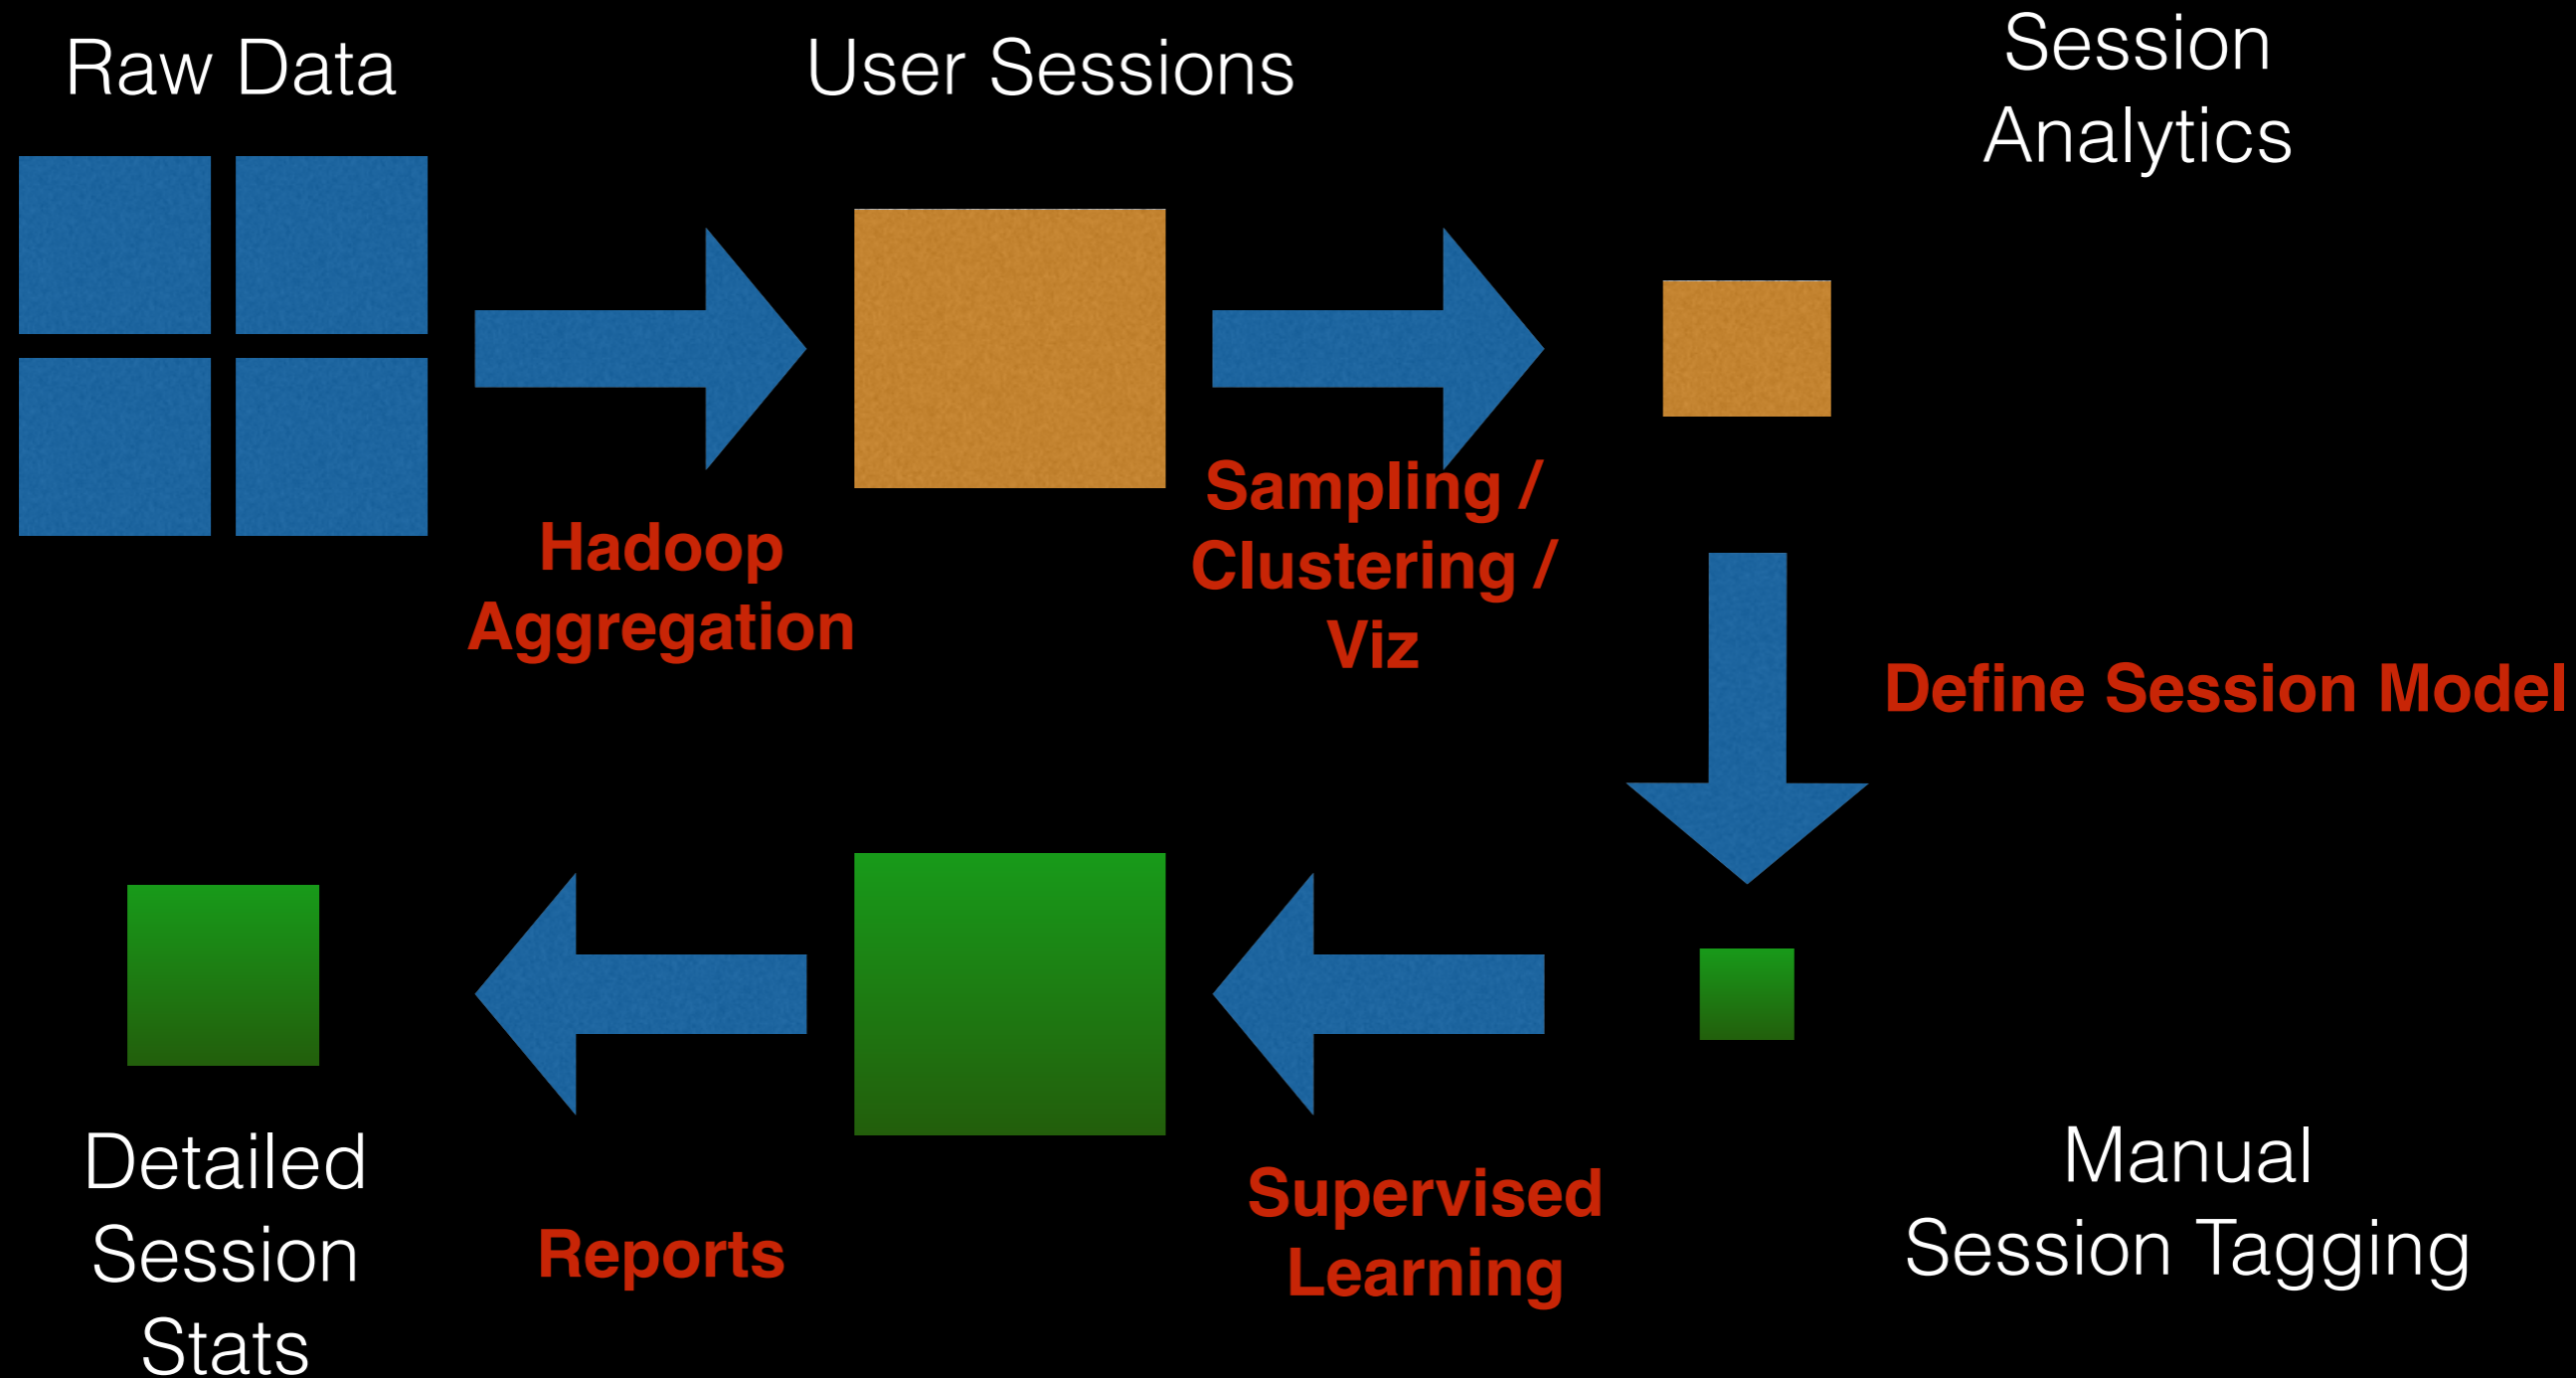 Raw Data
User Sessions
Session
Analytics
Hadoop
Aggregation
Sampling /
Clustering /
Viz
Define Session Model
Detailed
Session
Stats
Reports
Supervised
Learning
Manual
Session Tagging